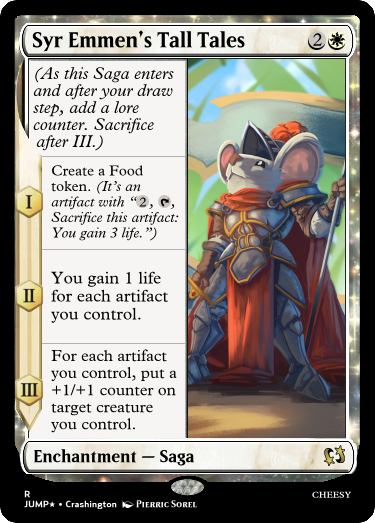 Syr Emmen's Tall Tales 2
(As this Saga enters
and after your draw
step, add a lore
counter. Sacrifice
after III.)
I
Create a Food
token. (It's an
artifact with "2, ,
Sacrifice this artifact:
You gain 3 life.")
II
You gain 1 life
for each artifact
you control.
III
For each artifact
you control, put a
+1/+1 counter on
target creature
you control.
Enchantment — Saga
R
JUMP★ • Crashington Pierric Sorel
CHEESY